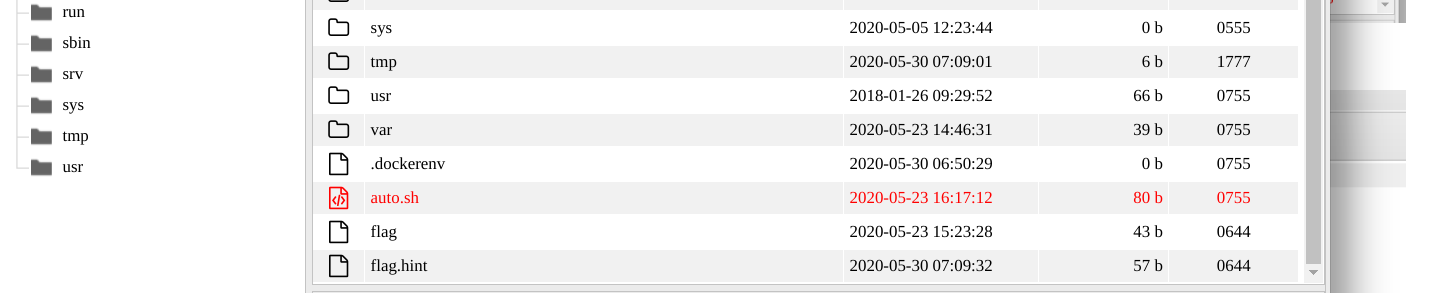 run
sbin
srv
sys
tmp
usr
sys 2020-05-05 12:23:44 0 b 0555
tmp 2020-05-30 07:09:01 6 b 1777
usr 2018-01-26 09:29:52 66 b 0755
var 2020-05-23 14:46:31 39 b 0755
.dockerenv 2020-05-30 06:50:29 0 b 0755
auto.sh 2020-05-23 16:17:12 80 b 0755
flag 2020-05-23 15:23:28 43 b 0644
flag.hint 2020-05-30 07:09:32 57 b 0644